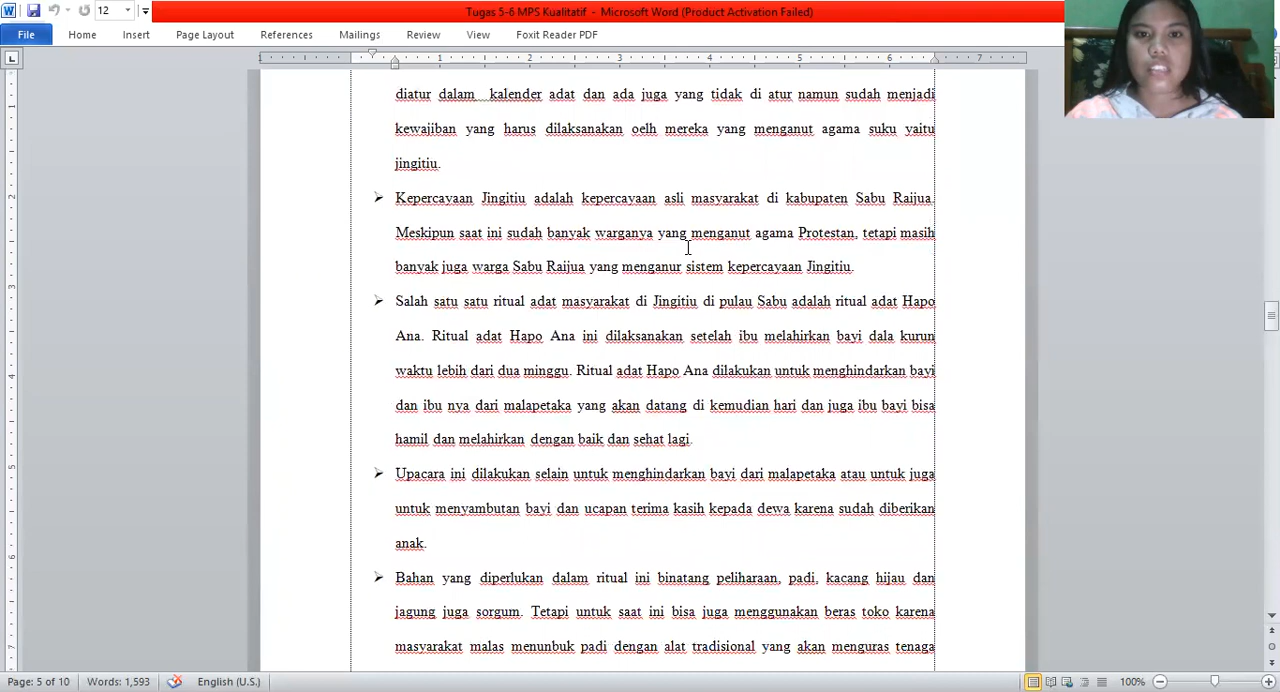 12
Tugas 5-6 MPS Kualitatif - Microsoft Word (Product Activation Failed)
File Home Insert Page Layout References Mailings Review View Foxit Reader PDF
1 1 2 3 4 5 6 7
diatur dalam kalender adat dan ada juga yang tidak di atur namun sudah menjadi
kewajiban yang harus dilaksanakan oelh mereka yang menganut agama suku yaitu
jingitiu.
➢ Kepercayaan Jingitiu adalah kepercayaan asli masyarakat di kabupaten Sabu Raijua.
Meskipun saat ini sudah banyak warganya yang menganut agama Protestan, tetapi masih
banyak juga warga Sabu Raijua yang menganur sistem kepercayaan Jingitiu.
➢ Salah satu satu ritual adat masyarakat di Jingitiu di pulau Sabu adalah ritual adat Hapo
Ana. Ritual adat Hapo Ana ini dilaksanakan setelah ibu melahirkan bayi dala kurun
waktu lebih dari dua minggu. Ritual adat Hapo Ana dilakukan untuk menghindarkan bayi
dan ibu nya dari malapetaka yang akan datang di kemudian hari dan juga ibu bayi bisa
hamil dan melahirkan dengan baik dan sehat lagi.
➢ Upacara ini dilakukan selain untuk menghindarkan bayi dari malapetaka atau untuk juga
untuk menyambutan bayi dan ucapan terima kasih kepada dewa karena sudah diberikan
anak.
➢ Bahan yang diperlukan dalam ritual ini binatang peliharaan, padi, kacang hijau dan
jagung juga sorgum. Tetapi untuk saat ini bisa juga menggunakan beras toko karena
masyarakat malas menunbuk padi dengan alat tradisional yang akan menguras tenaga
Page: 5 of 10 Words: 1,593 English (U.S.) 100%